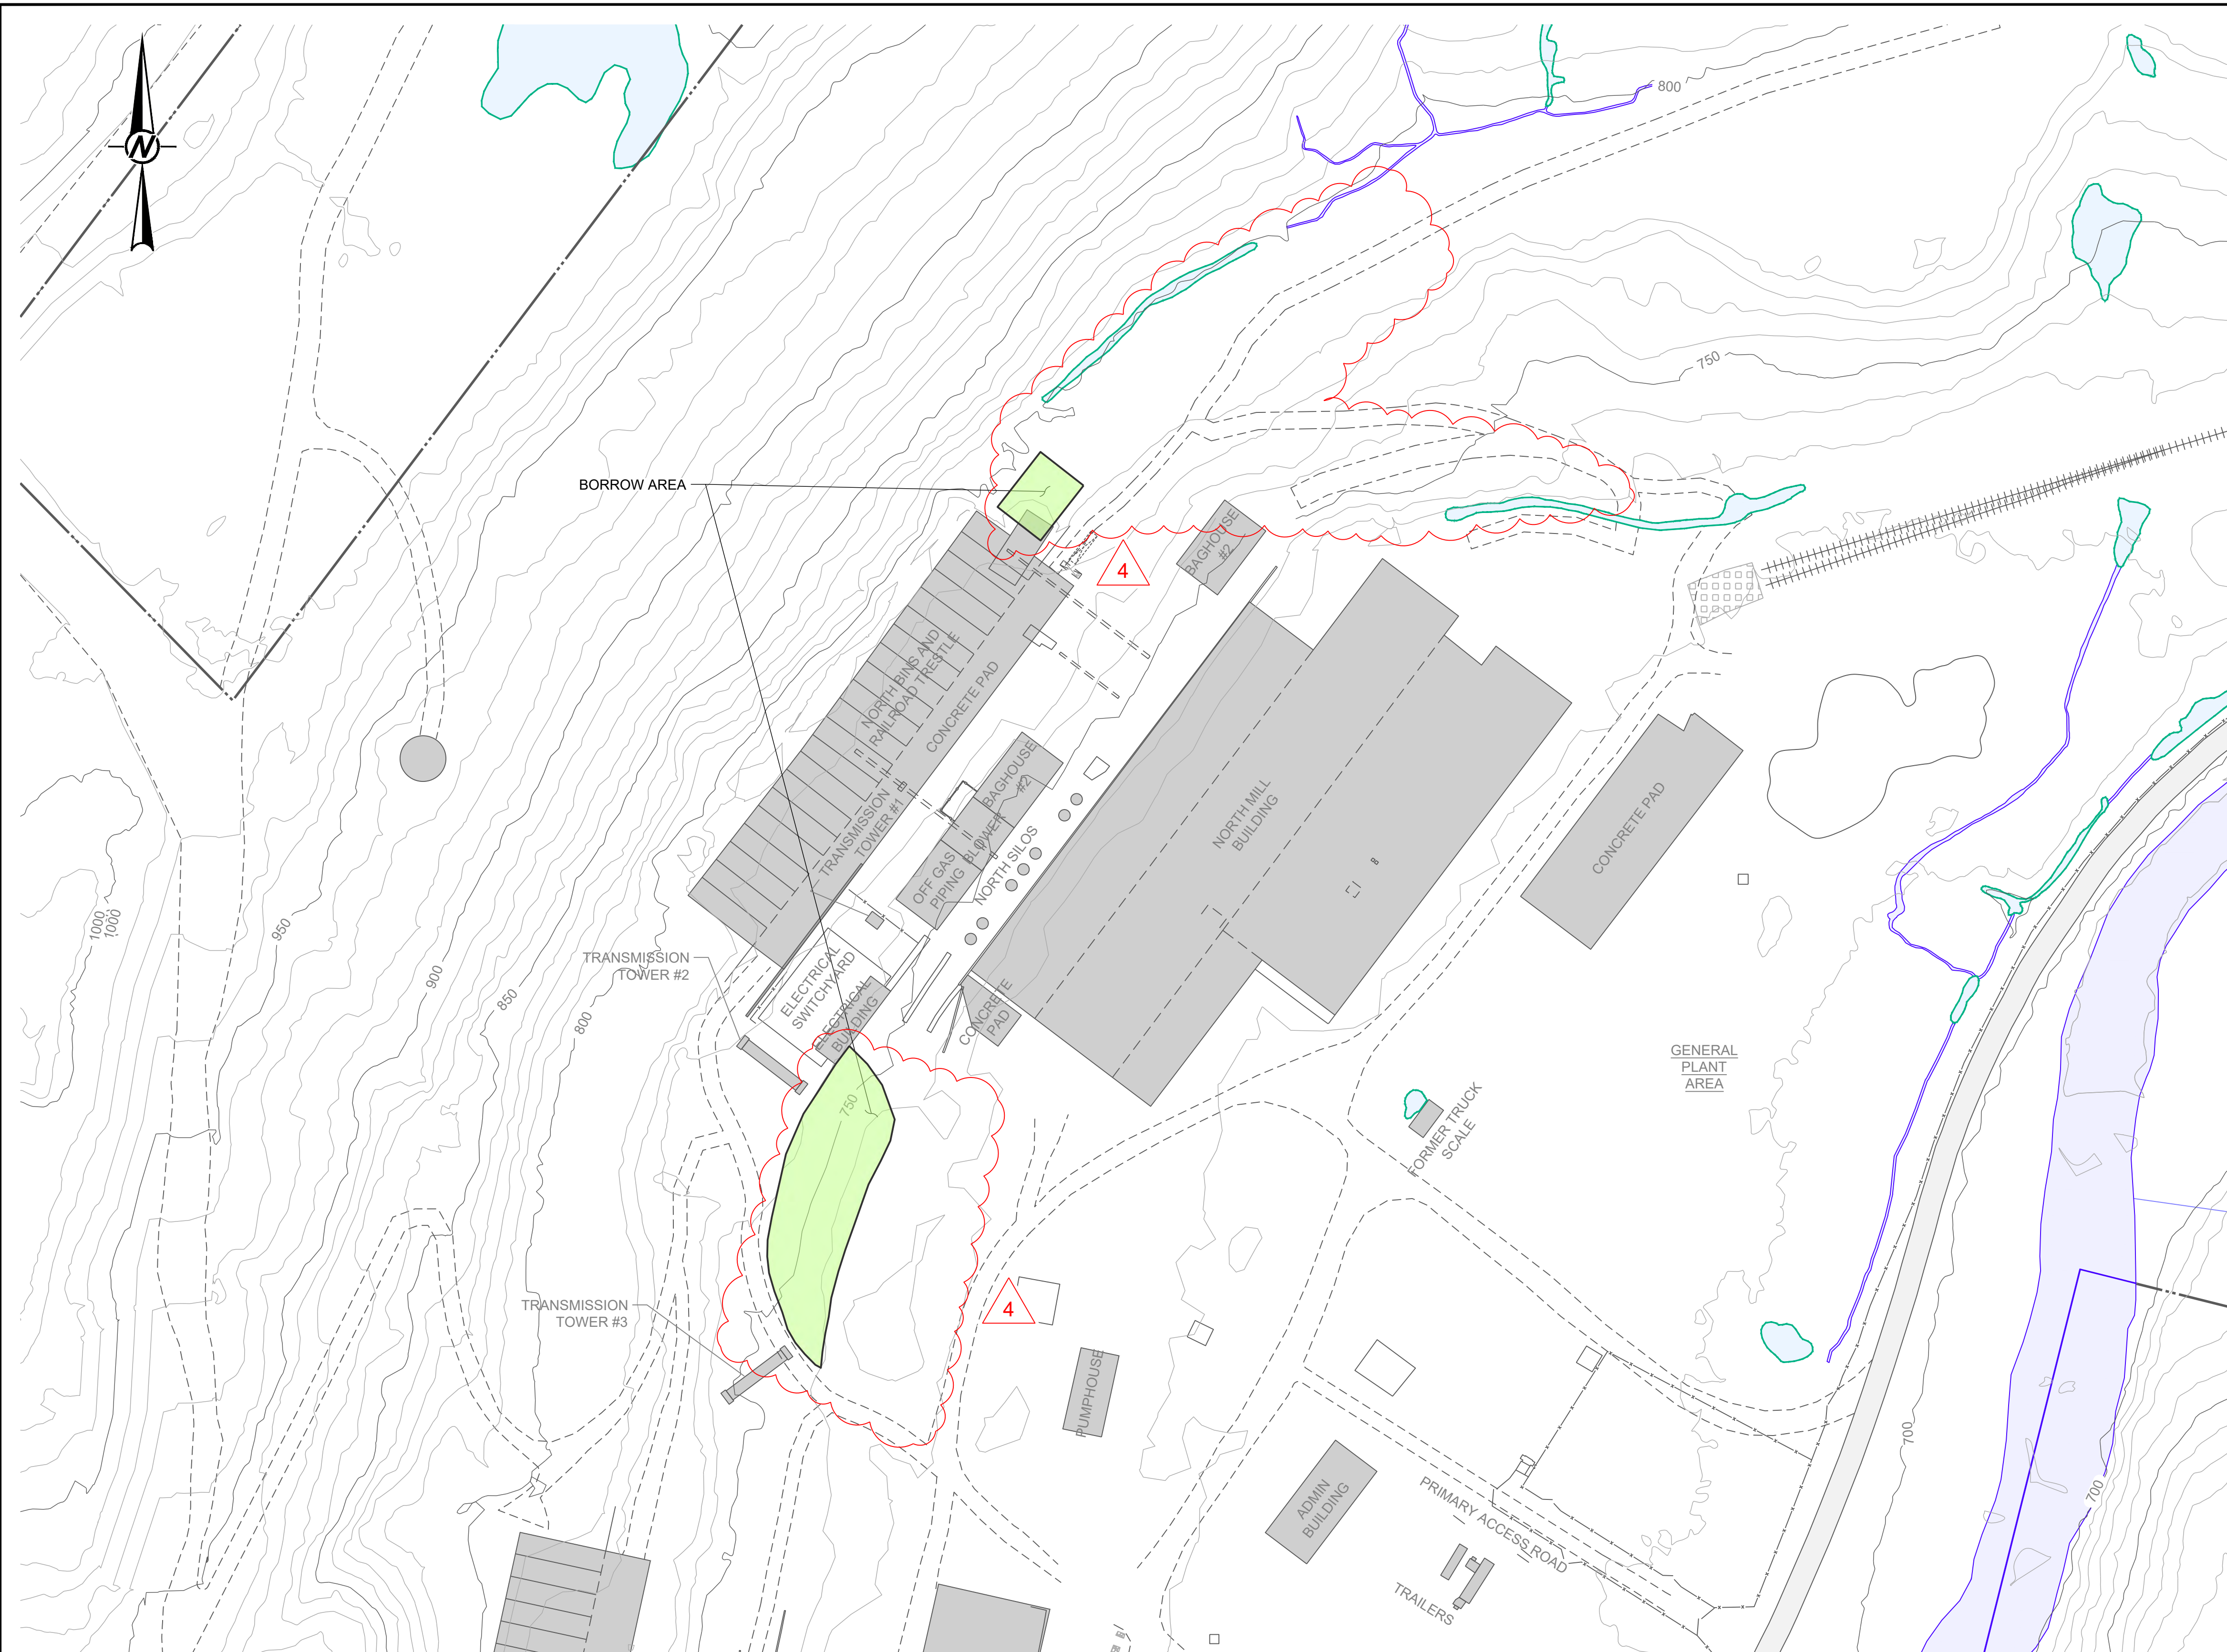 N
800
750
BORROW AREA
4
BAGHOUSE
#2
NORTH BINS AND
RAILROAD TRESTLE
CONCRETE PAD
TRANSMISSION
TOWER #1
BAGHOUSE
#2
BLOWER
OFF GAS
PIPING
NORTH SILOS
NORTH MILL
BUILDING
CONCRETE PAD
1000
1000
950
900
850
800
TRANSMISSION
TOWER #2
ELECTRICAL
SWITCHYARD
ELECTRICAL
BUILDING
CONCRETE
PAD
GENERAL
PLANT
AREA
750
FORMER TRUCK
SCALE
TRANSMISSION
TOWER #3
4
PUMPHOUSE
ADMIN
BUILDING
PRIMARY ACCESS ROAD
TRAILERS
700
700